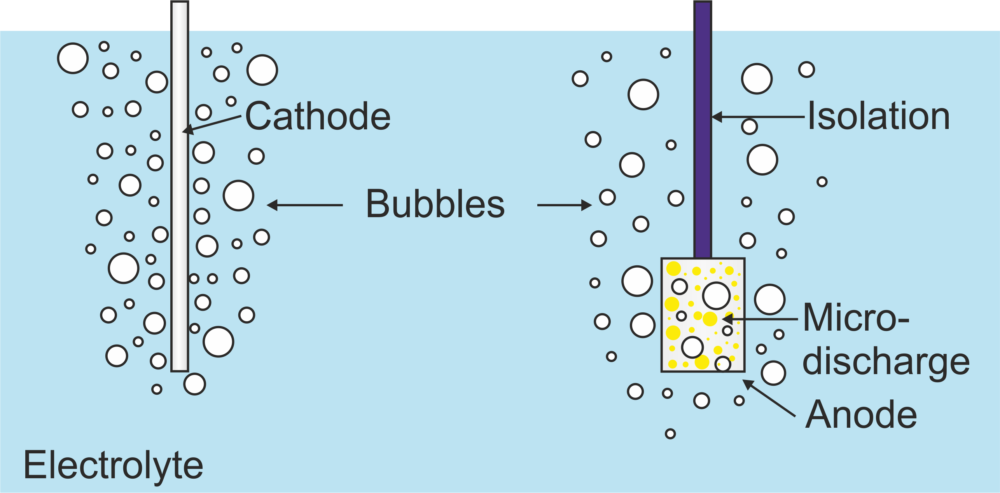 Cathode
Isolation
Bubbles
Micro-
discharge
Anode
Electrolyte